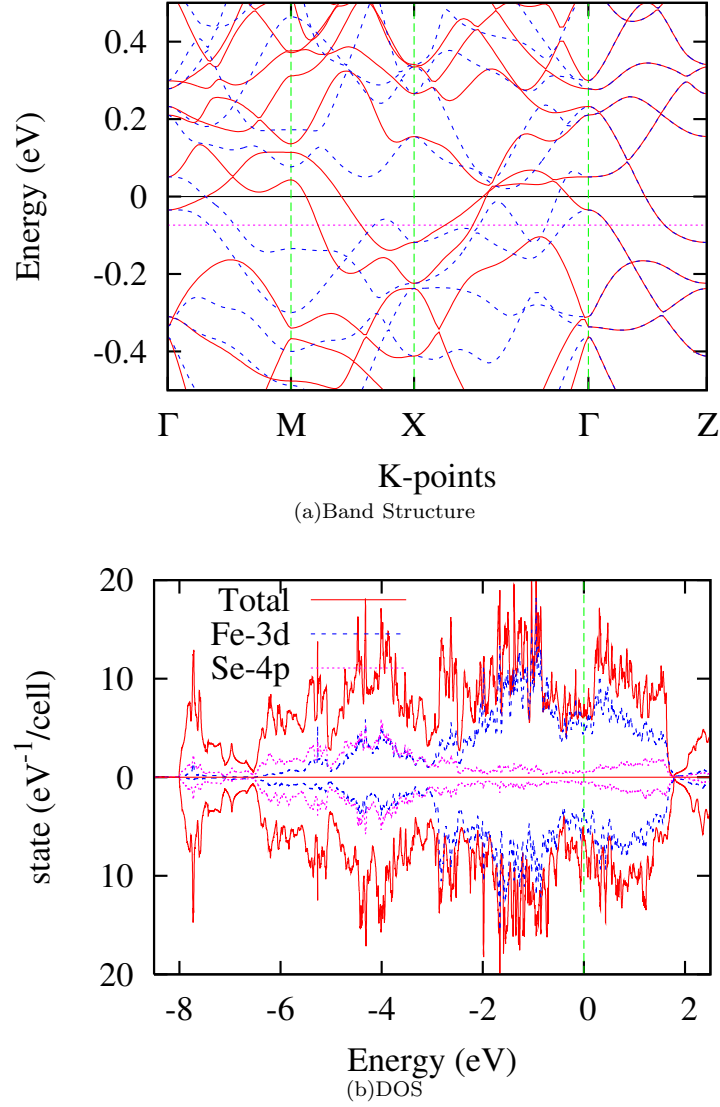 0.4
0.2
0
-0.2
-0.4
Energy (eV)
Γ M X Γ Z
K-points
(a)Band Structure
20
10
0
10
20
state (eV⁻¹/cell)
Total
Fe-3d
Se-4p
-8 -6 -4 -2 0 2
Energy (eV)
(b)DOS